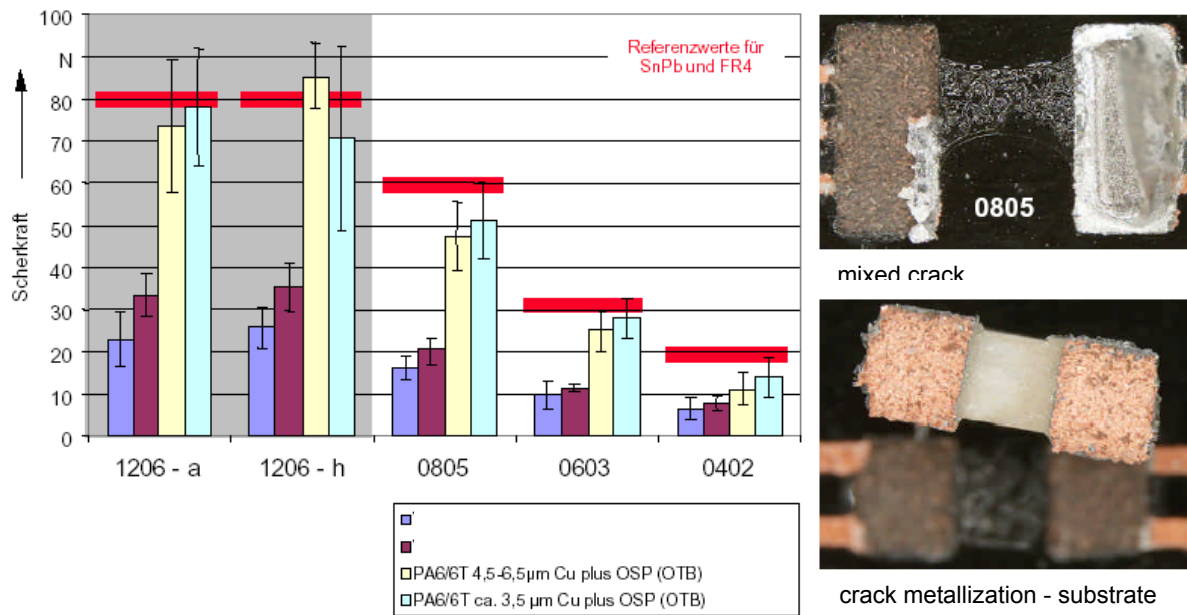 100
N
80
70
60
50
40
30
20
10
0
Scherkraft
Referenzwerte für
SnPb und FR4
1206 - a
1206 - h
0805
0603
0402
PA6/6T 4,5-6,5µm Cu plus OSP (OTB)
PA6/6T ca. 3,5 µm Cu plus OSP (OTB)
0805
mixed crack
crack metallization - substrate